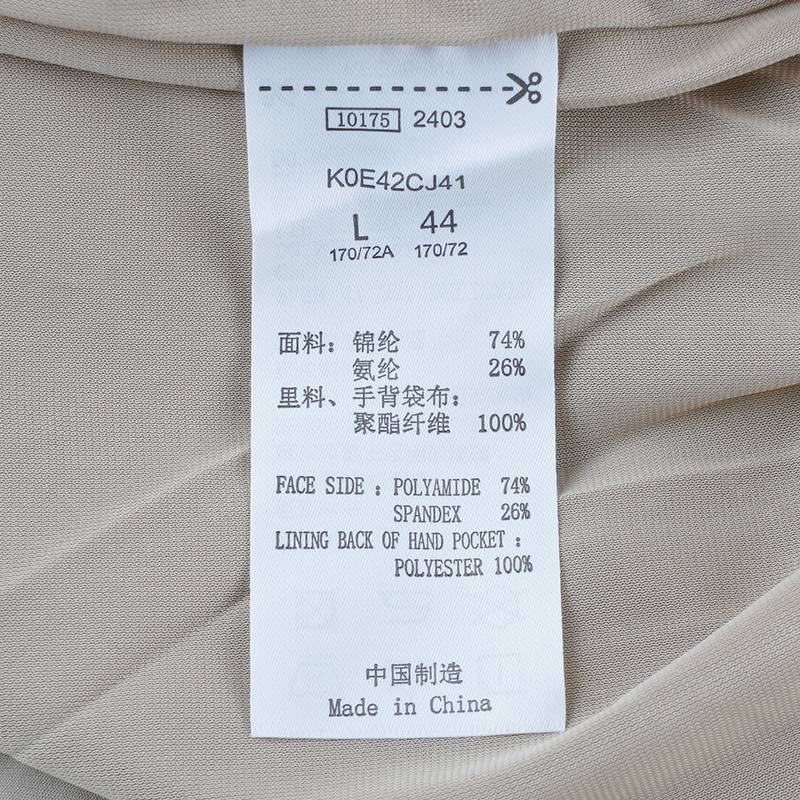 10175 2403
K0E42CJ41
L 44
170/72A 170/72
面料：锦纶 74%
氨纶 26%
里料、手背袋布：
聚酯纤维 100%
FACE SIDE : POLYAMIDE 74%
SPANDEX 26%
LINING BACK OF HAND POCKET :
POLYESTER 100%
中国制造
Made in China